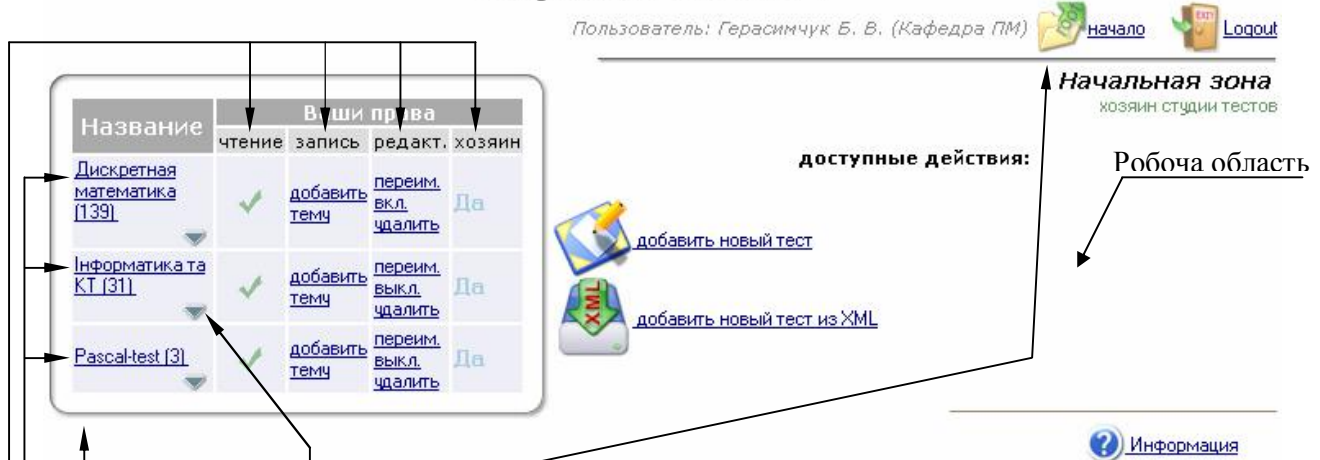 Пользователь: Герасимчук Б. В. (Кафедра ПМ)
начало
Logout
Начальная зона
хозяин студии тестов
Название
Ваши права
чтение запись редакт. хозяин
Дискретная
математика
(139)
добавить
тему
переим.
вкл.
удалить
Да
Інформатика та
КТ (31)
добавить
тему
переим.
выкл.
удалить
Да
Pascal-test (3)
добавить
тему
переим.
выкл.
удалить
Да
доступные действия:
добавить новый тест
XML
добавить новый тест из XML
Робоча область
Информация